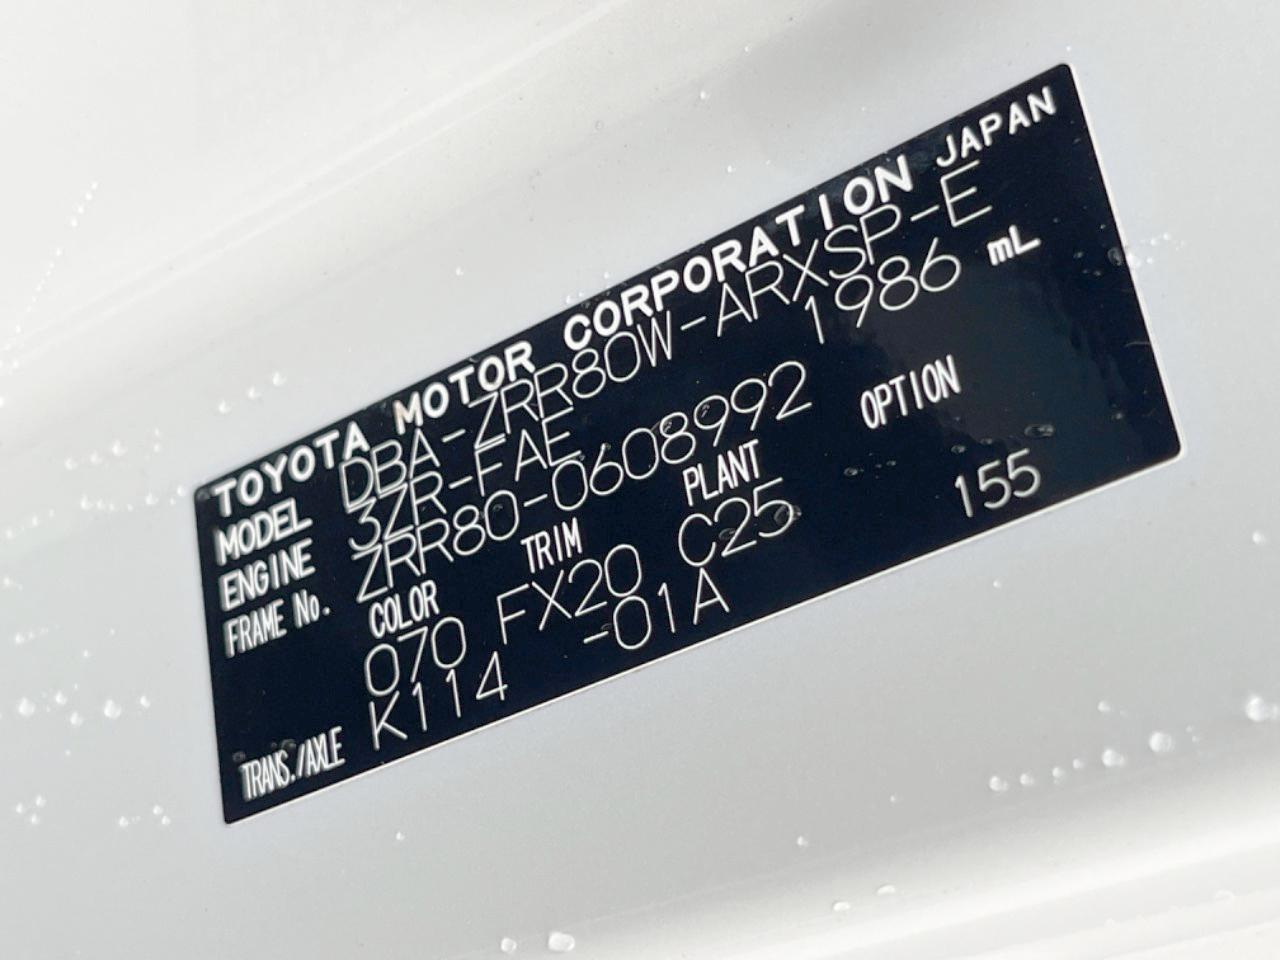 TOYOTA MOTOR CORPORATION JAPAN
MODEL DBA-ZRR80W-ARXSP-E
ENGINE 3ZR-FAE 1986 mL
FRAME No. ZRR80-0608992
COLOR TRIM PLANT OPTION
070 FX20 C25 155
TRANS./AXLE K114 -01A